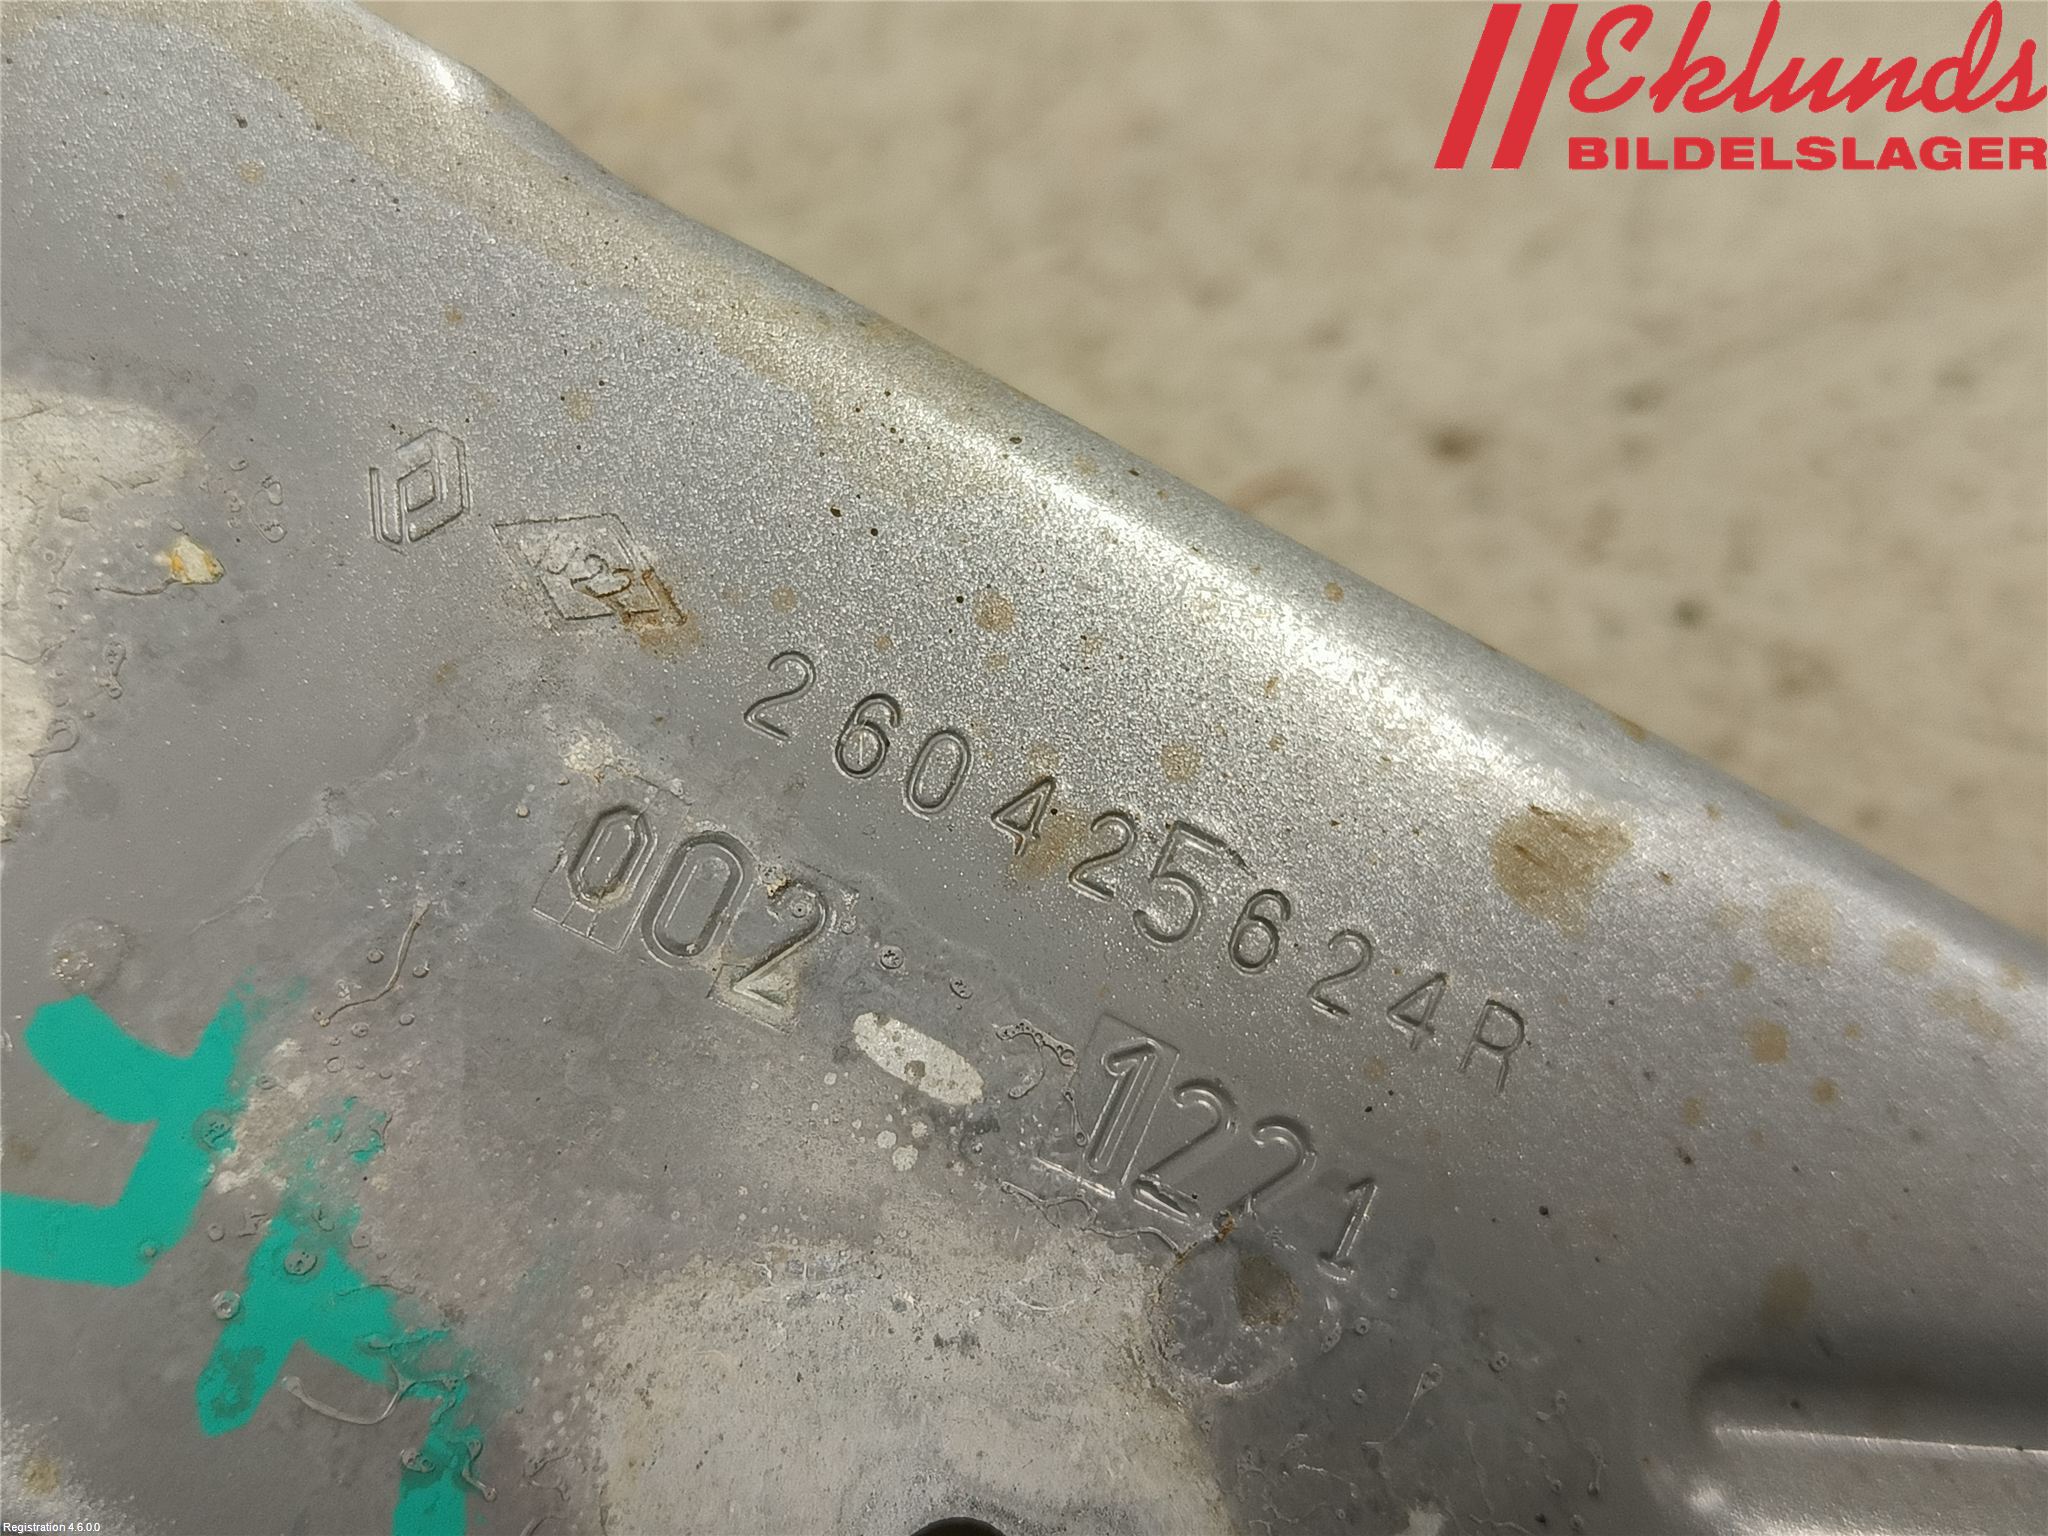 Eklunds
BILDELSLAGER
260425624R
002
1221
Registration 4.6.0.0